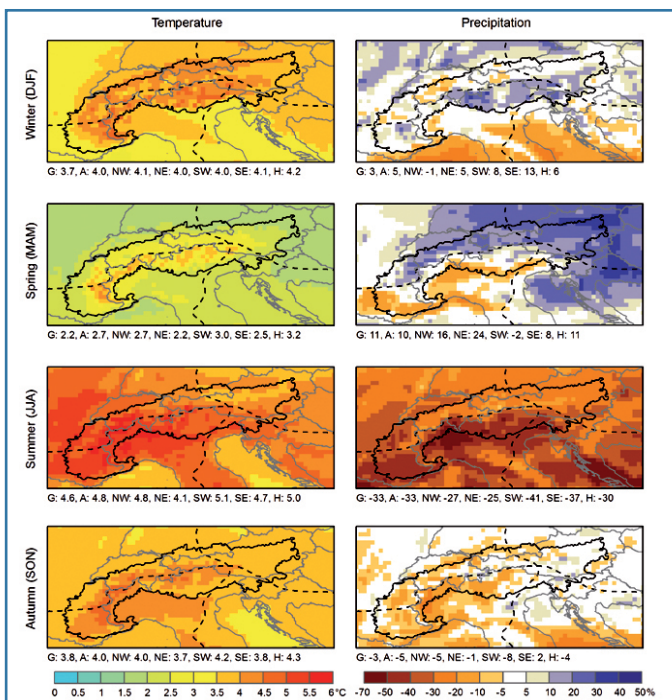 Temperature
Precipitation
Winter (DJF)
G: 3.7, A: 4.0, NW: 4.1, NE: 4.0, SW: 4.0, SE: 4.1, H: 4.2
G: 3, A: 5, NW: -1, NE: 5, SW: 8, SE: 13, H: 6
Spring (MAM)
G: 2.2, A: 2.7, NW: 2.7, NE: 2.2, SW: 3.0, SE: 2.5, H: 3.2
G: 11, A: 10, NW: 16, NE: 24, SW: -2, SE: 8, H: 11
Summer (JJA)
G: 4.6, A: 4.8, NW: 4.8, NE: 4.1, SW: 5.1, SE: 4.7, H: 5.0
G: -33, A: -33, NW: -27, NE: -25, SW: -41, SE: -37, H: -30
Autumn (SON)
G: 3.8, A: 4.0, NW: 4.0, NE: 3.7, SW: 4.2, SE: 3.8, H: 4.3
G: -3, A: -5, NW: -5, NE: -1, SW: -8, SE: 2, H: -4
0 0.5 1 1.5 2 2.5 3 3.5 4 4.5 5 6°C
-70 -50 -40 -30 -20 -10 -5 5 10 20 30 40 50%